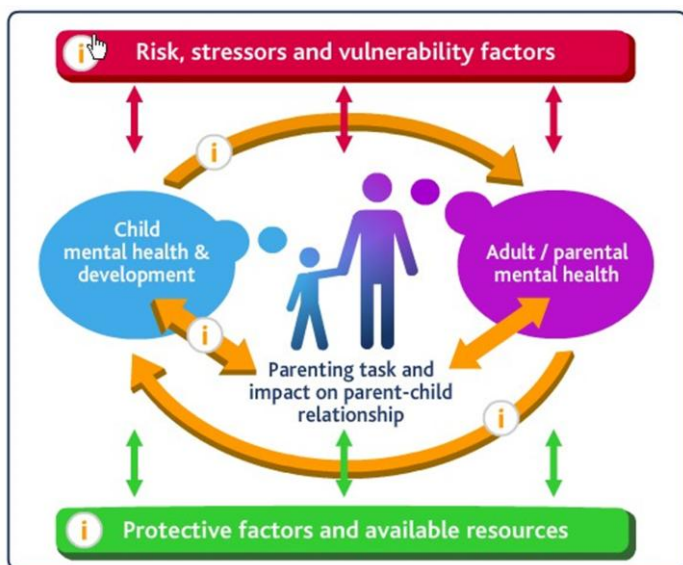 i Risk, stressors and vulnerability factors
i
Child
mental health &
development
Adult / parental
mental health
i
Parenting task and
impact on parent-child
relationship
i
i Protective factors and available resources